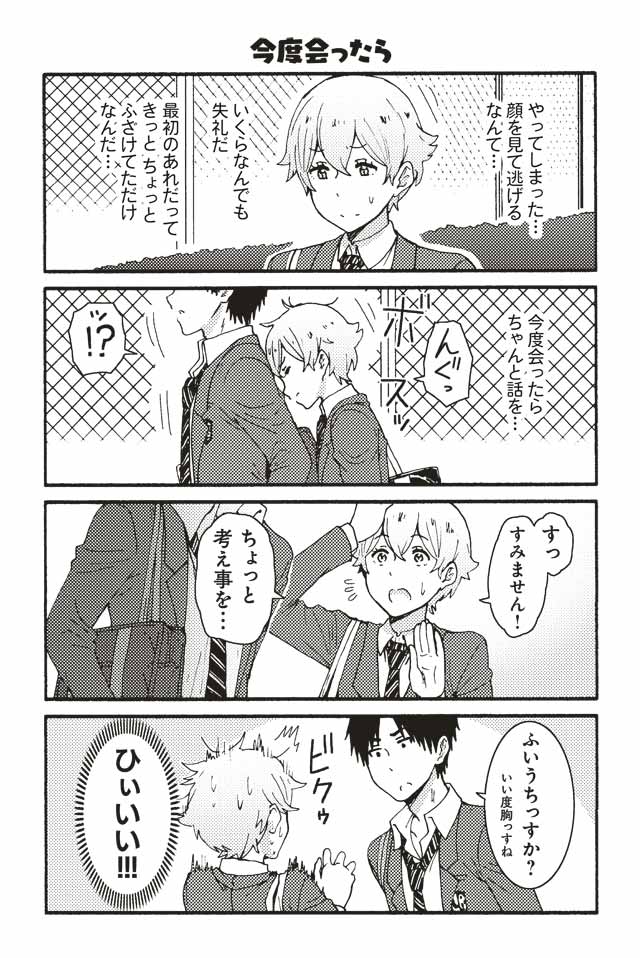 今度会ったら
やってしまった…
顔を見て逃げる
なんて…
いくらなんでも
失礼だ
最初のあれだって
きっとちょっと
ふざけてただけ
なんだ…
今度会ったら
ちゃんと話を…
ボスッ
んぐっ
!?
すっ
すみません!
ちょっと
考え事を…
ふいうちっすか?
いい度胸っすね
ビクゥ
ひぃいい!!!